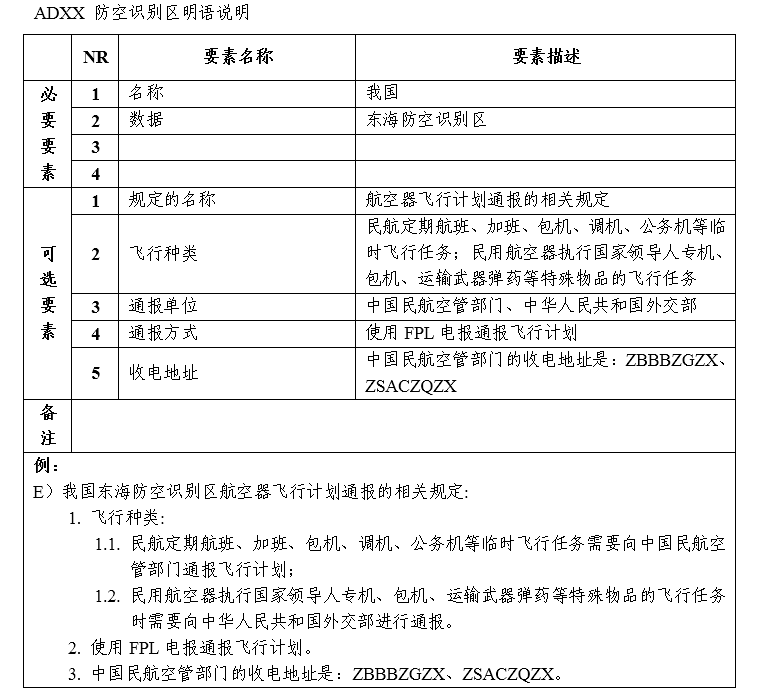 ADXX 防空识别区明语说明
NR 要素名称 要素描述
必要要素
1 名称 我国
2 数据 东海防空识别区
3
4
可选要素
1 规定的名称 航空器飞行计划通报的相关规定
2 飞行种类 民航定期航班、加班、包机、调机、公务机等临
时飞行任务；民用航空器执行国家领导人专机、
包机、运输武器弹药等特殊物品的飞行任务
3 通报单位 中国民航空管部门、中华人民共和国外交部
4 通报方式 使用 FPL 电报通报飞行计划
5 收电地址 中国民航空管部门的收电地址是：ZBBBZGZX、
ZSACZQZX
备注
例：
E）我国东海防空识别区航空器飞行计划通报的相关规定:
1. 飞行种类:
1.1. 民航定期航班、加班、包机、调机、公务机等临时飞行任务需要向中国民航空
管部门通报飞行计划；
1.2. 民用航空器执行国家领导人专机、包机、运输武器弹药等特殊物品的飞行任务
时需要向中华人民共和国外交部进行通报。
2. 使用 FPL 电报通报飞行计划。
3. 中国民航空管部门的收电地址是：ZBBBZGZX、ZSACZQZX。